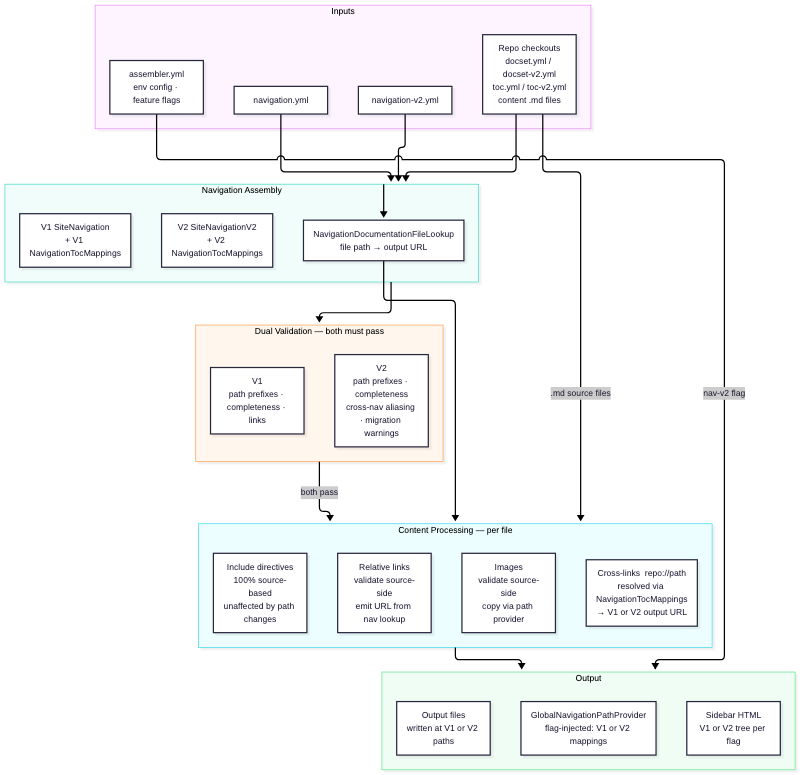 Inputs
assembler.yml
env config ·
feature flags
navigation.yml
navigation-v2.yml
Repo checkouts
docset.yml /
docset-v2.yml
toc.yml / toc-v2.yml
content .md files
Navigation Assembly
V1 SiteNavigation
+ V1
NavigationTocMappings
V2 SiteNavigationV2
+ V2
NavigationTocMappings
NavigationDocumentationFileLookup
file path → output URL
Dual Validation — both must pass
V1
path prefixes ·
completeness ·
links
V2
path prefixes ·
completeness
cross-nav aliasing
· migration
warnings
.md source files
nav-v2 flag
both pass
Content Processing — per file
Include directives
100% source-
based
unaffected by path
changes
Relative links
validate source-
side
emit URL from
nav lookup
Images
validate source-
side
copy via path
provider
Cross-links repo://path
resolved via
NavigationTocMappings
→ V1 or V2 output URL
Output
Output files
written at V1 or V2
paths
GlobalNavigationPathProvider
flag-injected: V1 or V2
mappings
Sidebar HTML
V1 or V2 tree per
flag